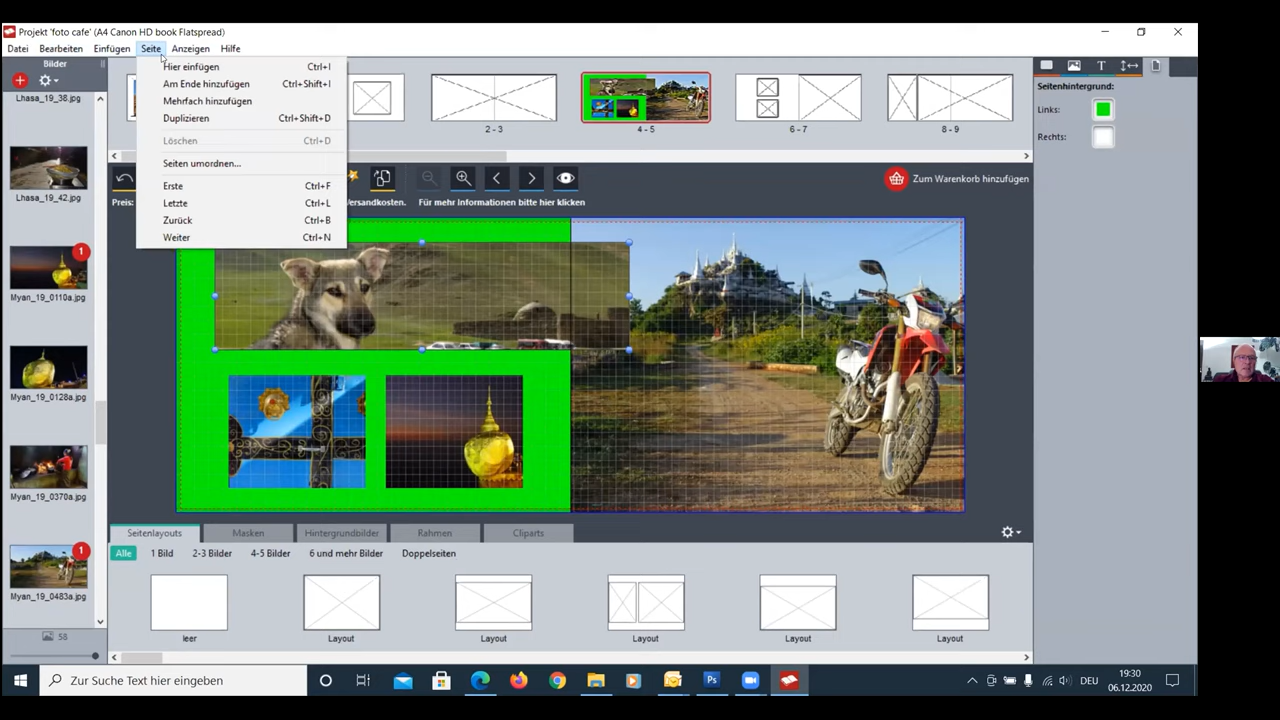 Projekt 'foto cafe' (A4 Canon HD book Flatspread)
Datei Bearbeiten Einfügen Seite Anzeigen Hilfe
Bilder
Hier einfügen Ctrl+I
Am Ende hinzufügen Ctrl+Shift+I
Mehrfach hinzufügen
Duplizieren Ctrl+Shift+D
Löschen Ctrl+D
Seiten umordnen...
Erste Ctrl+F
Letzte Ctrl+L
Zurück Ctrl+B
Weiter Ctrl+N
Lhasa_19_38.jpg
Lhasa_19_42.jpg
1
Myan_19_0110a.jpg
Myan_19_0128a.jpg
Myan_19_0370a.jpg
1
Myan_19_0483a.jpg
58
2 - 3
4 - 5
6 - 7
8 - 9
T
Seitenhintergrund:
Links:
Rechts:
Zum Warenkorb hinzufügen
Preis:
Versandkosten. Für mehr Informationen bitte hier klicken
Seitenlayouts Masken Hintergrundbilder Rahmen Cliparts
Alle 1 Bild 2-3 Bilder 4-5 Bilder 6 und mehr Bilder Doppelseiten
leer Layout Layout Layout Layout Layout
Zur Suche Text hier eingeben
Ps
DEU
19:30
06.12.2020